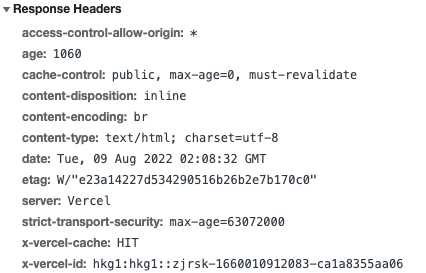 Response Headers
access-control-allow-origin: *
age: 1060
cache-control: public, max-age=0, must-revalidate
content-disposition: inline
content-encoding: br
content-type: text/html; charset=utf-8
date: Tue, 09 Aug 2022 02:08:32 GMT
etag: W/"e23a14227d534290516b26b2e7b170c0"
server: Vercel
strict-transport-security: max-age=63072000
x-vercel-cache: HIT
x-vercel-id: hkg1:hkg1::zjrsk-1660010912083-ca1a8355aa06